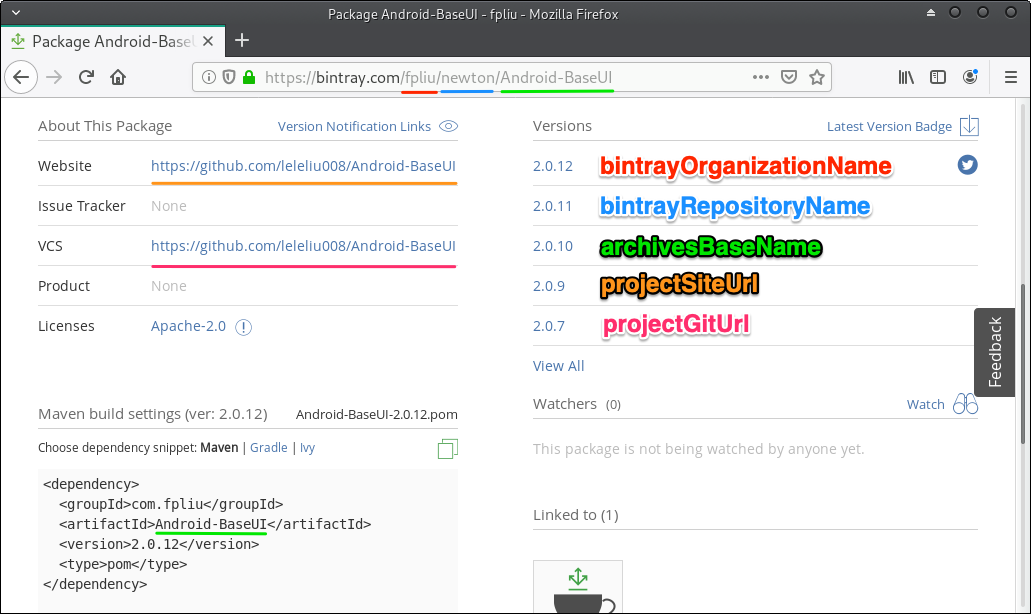 Package Android-BaseUI - fpliu - Mozilla Firefox
Package Android-BaseU
https://bintray.com/fpliu/newton/Android-BaseUI
About This Package
Version Notification Links
Website
https://github.com/leleliu008/Android-BaseUI
Issue Tracker
None
VCS
https://github.com/leleliu008/Android-BaseUI
Product
None
Licenses
Apache-2.0
Maven build settings (ver: 2.0.12)
Android-BaseUI-2.0.12.pom
Choose dependency snippet: Maven | Gradle | Ivy
<dependency>
<groupId>com.fpliu</groupId>
<artifactId>Android-BaseUI</artifactId>
<version>2.0.12</version>
<type>pom</type>
</dependency>
Versions
Latest Version Badge
2.0.12
bintrayOrganizationName
2.0.11
bintrayRepositoryName
2.0.10
archivesBaseName
2.0.9
projectSiteUrl
2.0.7
projectGitUrl
View All
Watchers (0)
Watch
This package is not being watched by anyone yet.
Linked to (1)
Feedback